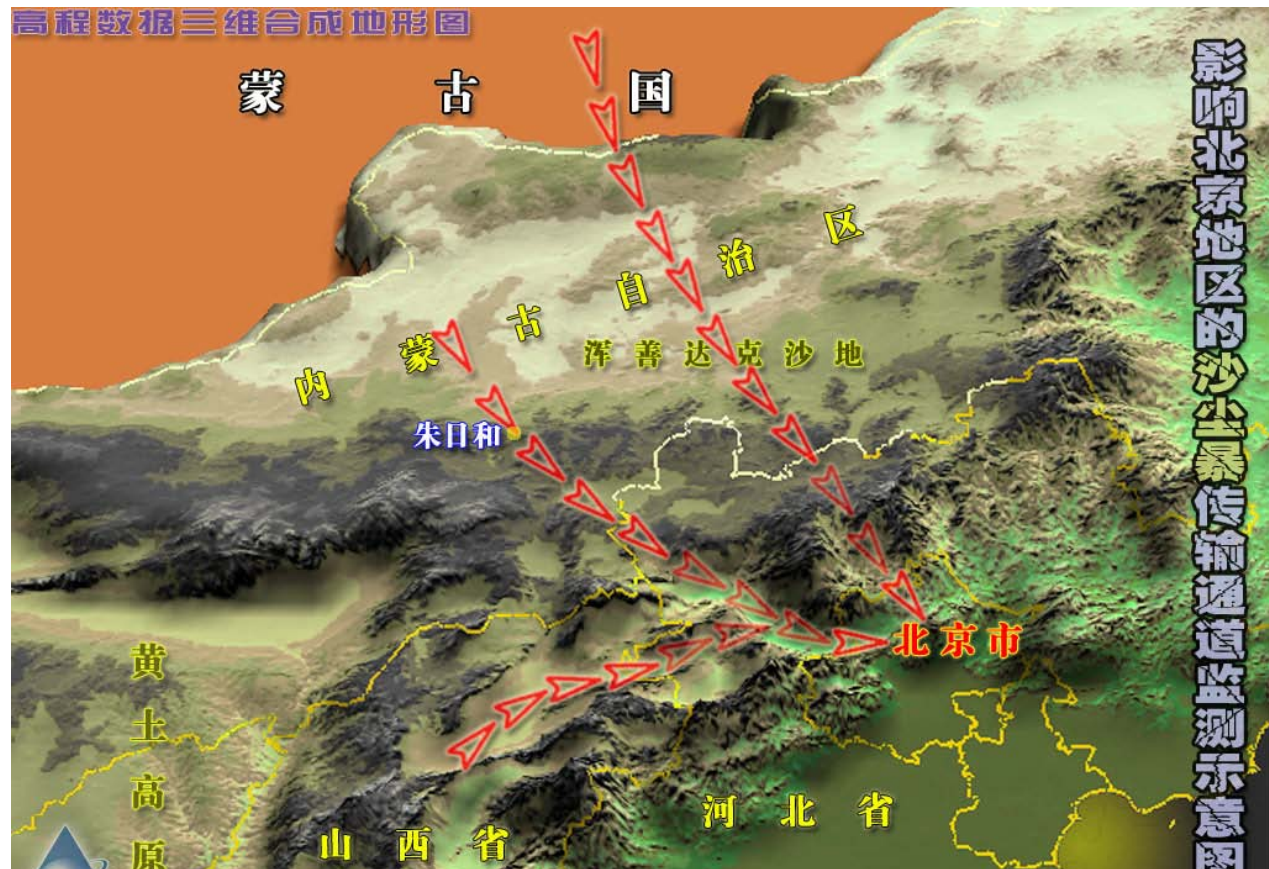 高程数据三维合成地形图
蒙古国
影响北京地区的沙尘暴传输通道监测示意图
内蒙古自治区
浑善达克沙地
朱日和
北京市
黄土高原
河北省
山西省